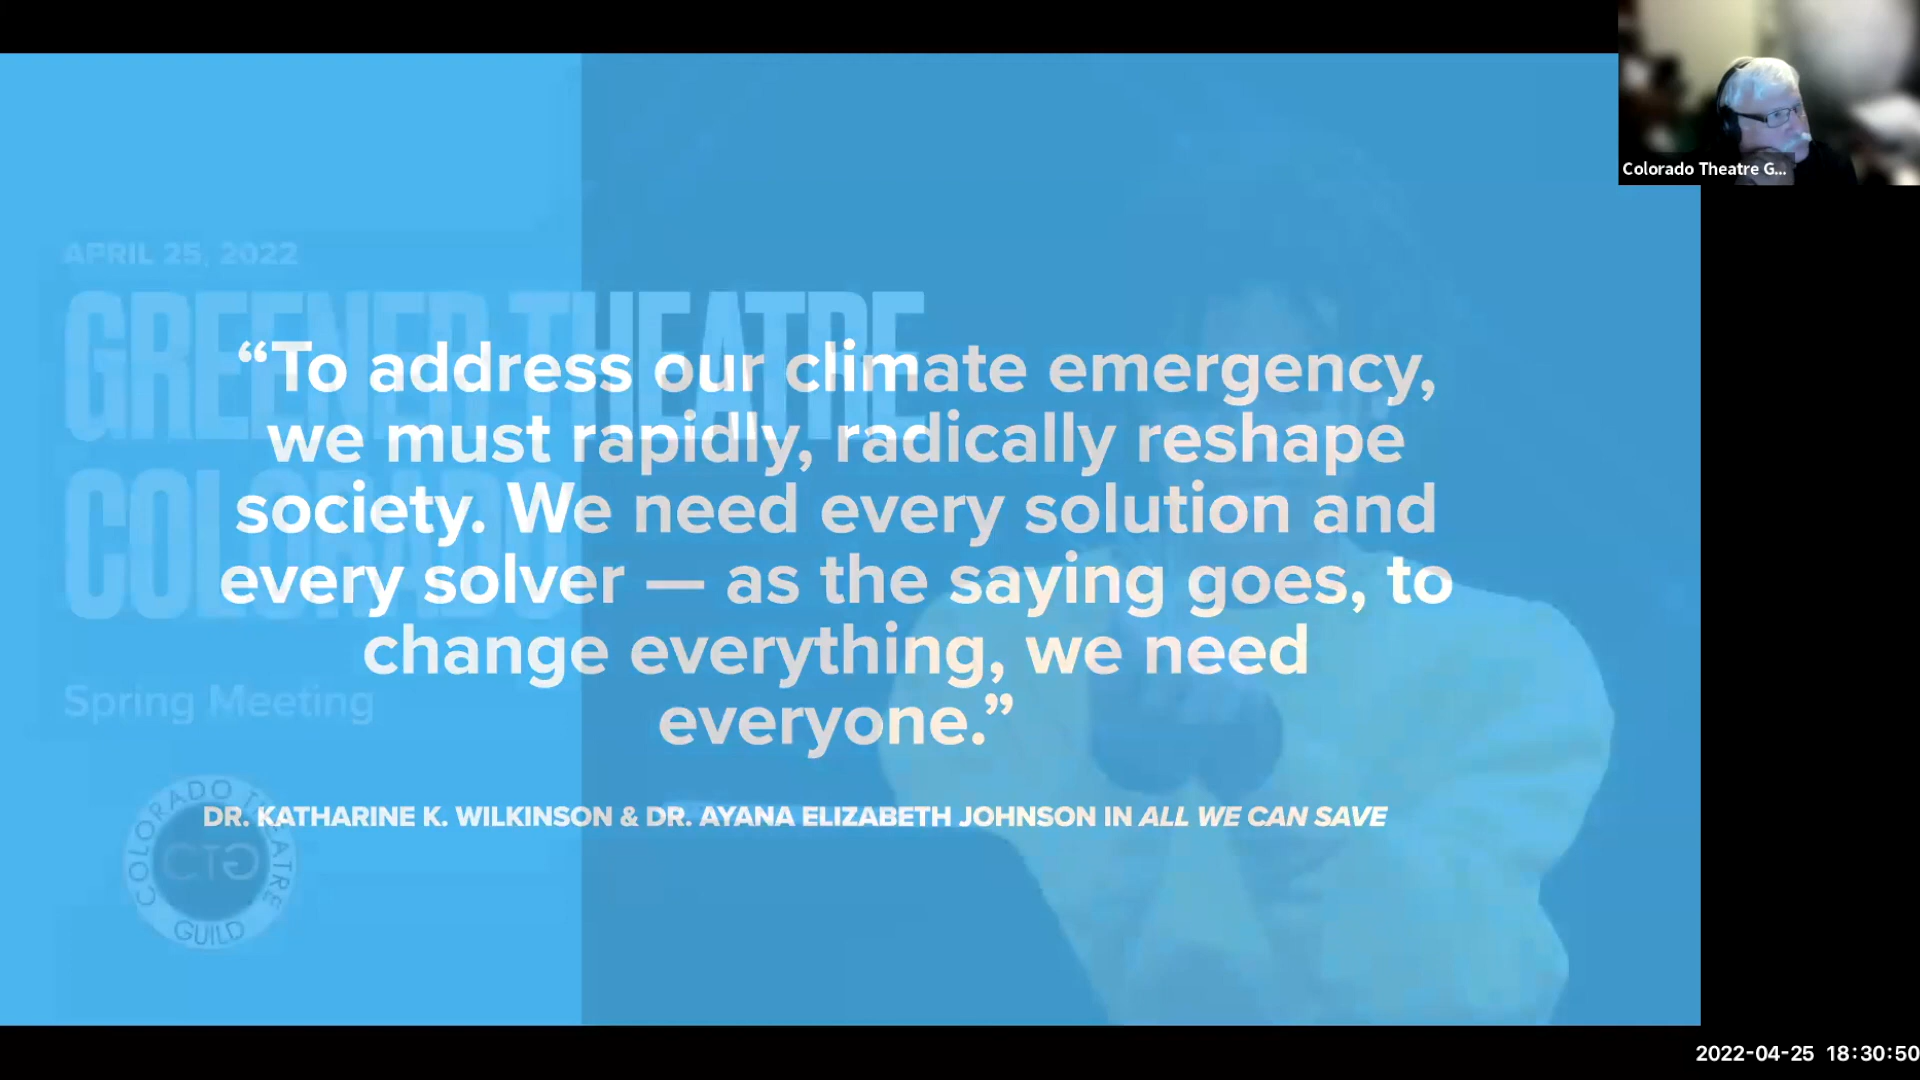 Colorado Theatre G...
APRIL 25, 2022
GREENER THEATRE
COLORADO
Spring Meeting
COLORADO THEATRE
CTG
GUILD
“To address our climate emergency,
we must rapidly, radically reshape
society. We need every solution and
every solver — as the saying goes, to
change everything, we need
everyone.”
DR. KATHARINE K. WILKINSON & DR. AYANA ELIZABETH JOHNSON IN ALL WE CAN SAVE
2022-04-25 18:30:50